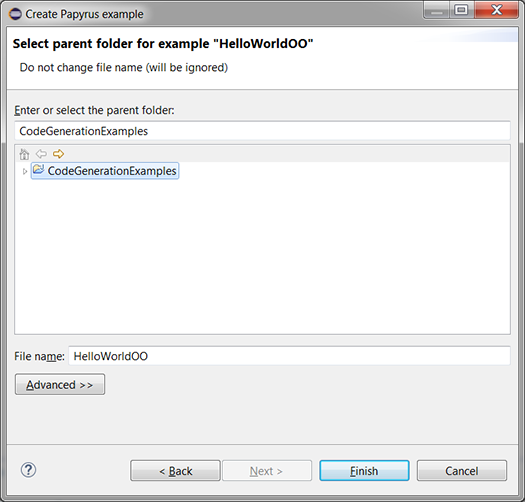 Create Papyrus example
Select parent folder for example "HelloWorldOO"
Do not change file name (will be ignored)
Enter or select the parent folder:
CodeGenerationExamples
CodeGenerationExamples
File name: HelloWorldOO
Advanced >>
? < Back Next > Finish Cancel